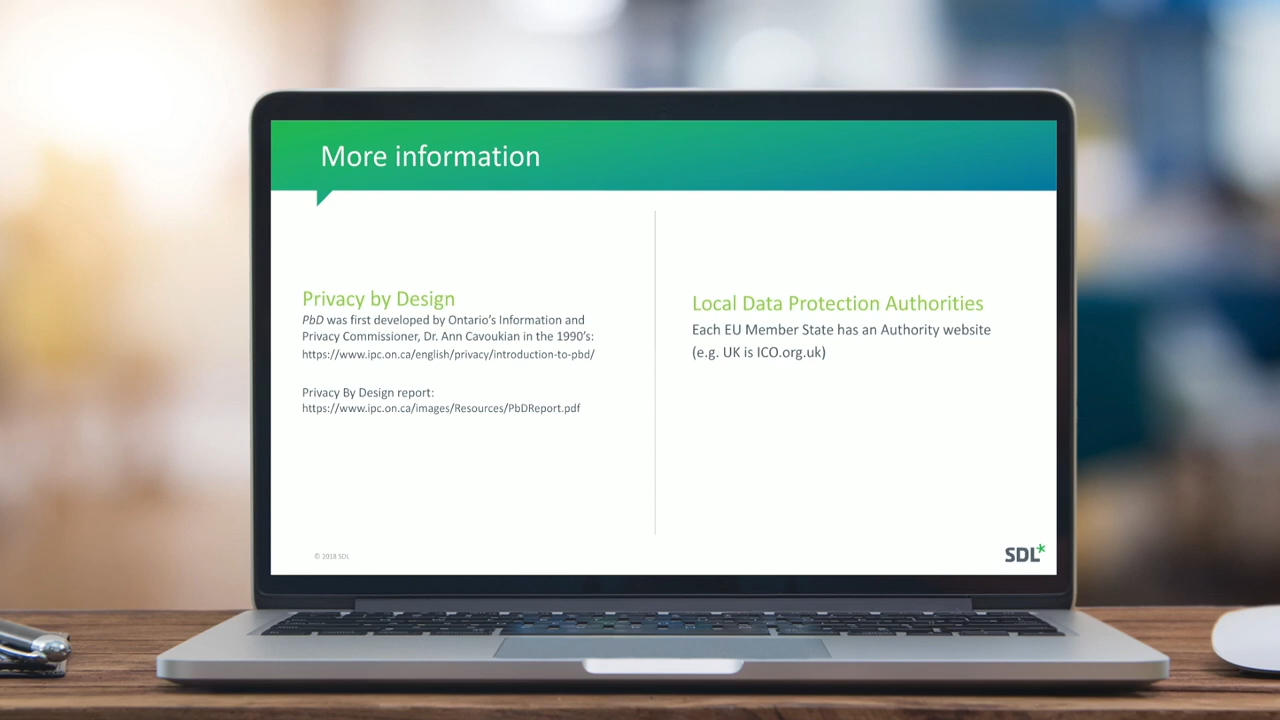 More information
Privacy by Design
PbD was first developed by Ontario's Information and
Privacy Commissioner, Dr. Ann Cavoukian in the 1990's:
https://www.ipc.on.ca/english/privacy/introduction-to-pbd/
Privacy By Design report:
https://www.ipc.on.ca/images/Resources/PbDReport.pdf
Local Data Protection Authorities
Each EU Member State has an Authority website
(e.g. UK is ICO.org.uk)
© 2018 SDL
SDL*